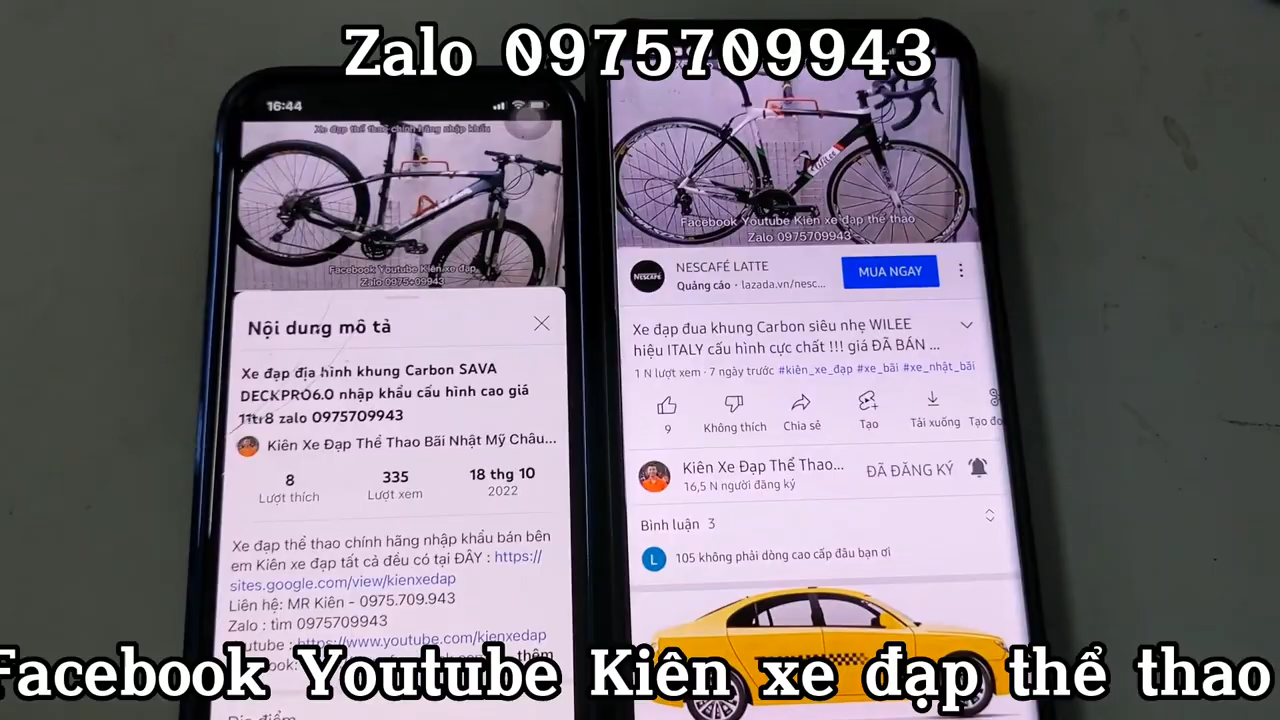 Zalo 0975709943
16:44
Xe đạp thể thao chính hãng nhập khẩu
Facebook Youtube Kiên xe đạp
Zalo 0975+09943
Nội dung mô tả
Xe đạp địa hình khung Carbon SAVA
DECKPRO6.0 nhập khẩu cấu hình cao giá
11tr8 zalo 0975709943
Kiên Xe Đạp Thể Thao Bãi Nhật Mỹ Châu...
8
Lượt thích
335
Lượt xem
18 thg 10
2022
Xe đạp thể thao chính hãng nhập khẩu bán bên
em Kiên xe đạp tất cả đều có tại ĐÂY : https://
sites.google.com/view/kienxedap
Liên hệ: MR Kiên - 0975.709.943
Zalo : tìm 0975709943
utube : https://www.youtube.com/kienxedap
thêm
Địa điểm
Facebook Youtube Kiên xe đạp thể thao
Zalo 0975709943
NESCAFÉ
NESCAFÉ LATTE
Quảng cáo · lazada.vn/nesc...
MUA NGAY
Xe đạp đua khung Carbon siêu nhẹ WILEE
hiệu ITALY cấu hình cực chất !!! giá ĐÃ BÁN ...
1 N lượt xem · 7 ngày trước #kiên_xe_đạp #xe_bãi #xe_nhật_bãi
9
Không thích
Chia sẻ
Tạo
Tải xuống
Tạo đo
Kiên Xe Đạp Thể Thao...
16,5 N người đăng ký
ĐÃ ĐĂNG KÝ
Bình luận 3
L
105 không phải dòng cao cấp đâu bạn ơi
Facebook Youtube Kiên xe đạp thể thao